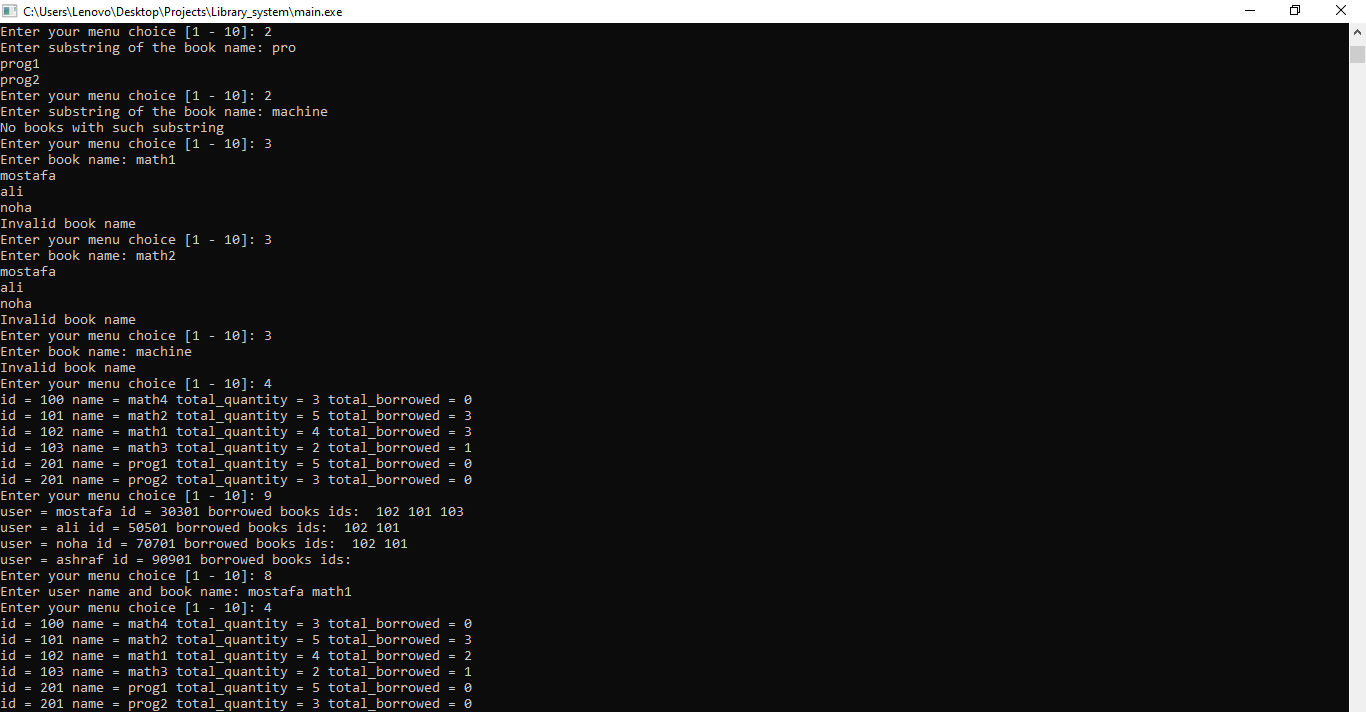 C:\Users\Lenovo\Desktop\Projects\Library_system\main.exe
Enter your menu choice [1 - 10]: 2
Enter substring of the book name: pro
prog1
prog2
Enter your menu choice [1 - 10]: 2
Enter substring of the book name: machine
No books with such substring
Enter your menu choice [1 - 10]: 3
Enter book name: math1
mostafa
ali
noha
Invalid book name
Enter your menu choice [1 - 10]: 3
Enter book name: math2
mostafa
ali
noha
Invalid book name
Enter your menu choice [1 - 10]: 3
Enter book name: machine
Invalid book name
Enter your menu choice [1 - 10]: 4
id = 100 name = math4 total_quantity = 3 total_borrowed = 0
id = 101 name = math2 total_quantity = 5 total_borrowed = 3
id = 102 name = math1 total_quantity = 4 total_borrowed = 3
id = 103 name = math3 total_quantity = 2 total_borrowed = 1
id = 201 name = prog1 total_quantity = 5 total_borrowed = 0
id = 201 name = prog2 total_quantity = 3 total_borrowed = 0
Enter your menu choice [1 - 10]: 9
user = mostafa id = 30301 borrowed books ids:  102 101 103
user = ali id = 50501 borrowed books ids:  102 101
user = noha id = 70701 borrowed books ids:  102 101
user = ashraf id = 90901 borrowed books ids:
Enter your menu choice [1 - 10]: 8
Enter user name and book name: mostafa math1
Enter your menu choice [1 - 10]: 4
id = 100 name = math4 total_quantity = 3 total_borrowed = 0
id = 101 name = math2 total_quantity = 5 total_borrowed = 3
id = 102 name = math1 total_quantity = 4 total_borrowed = 2
id = 103 name = math3 total_quantity = 2 total_borrowed = 1
id = 201 name = prog1 total_quantity = 5 total_borrowed = 0
id = 201 name = prog2 total_quantity = 3 total_borrowed = 0